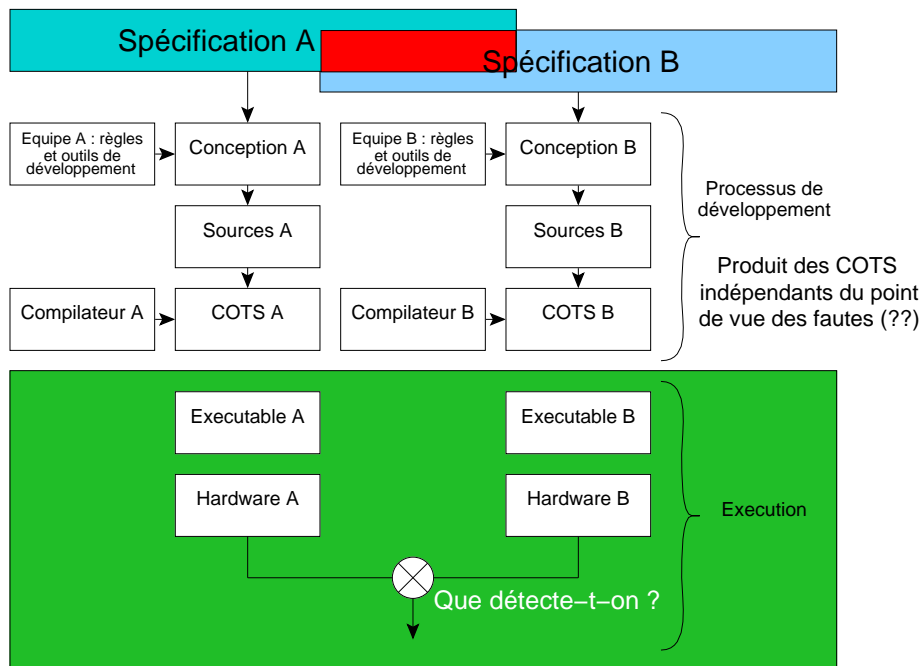 Spécification A
Spécification B
Equipe A : règles
et outils de
développement
Conception A
Equipe B : règles
et outils de
développement
Conception B
Processus de
développement
Sources A
Sources B
Produit des COTS
indépendants du point
de vue des fautes (??)
Compilateur A
COTS A
Compilateur B
COTS B
Executable A
Executable B
Hardware A
Hardware B
Execution
Que détecte−t−on ?